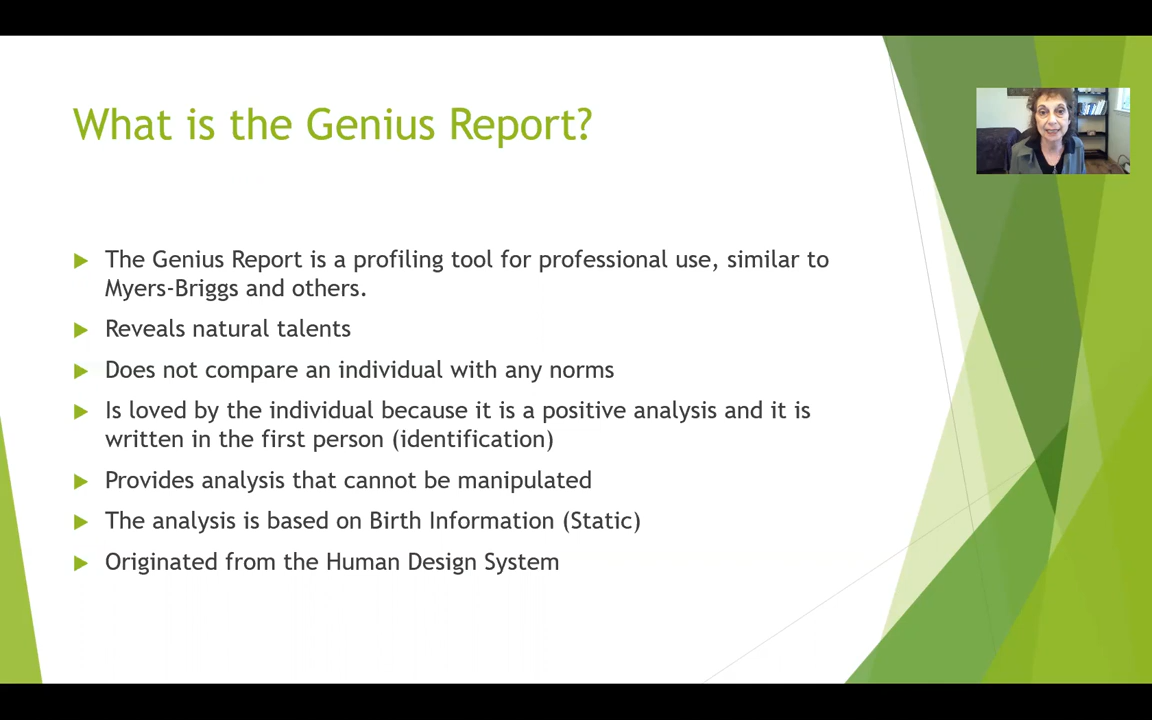 What is the Genius Report?
The Genius Report is a profiling tool for professional use, similar to
Myers-Briggs and others.
Reveals natural talents
Does not compare an individual with any norms
Is loved by the individual because it is a positive analysis and it is
written in the first person (identification)
Provides analysis that cannot be manipulated
The analysis is based on Birth Information (Static)
Originated from the Human Design System